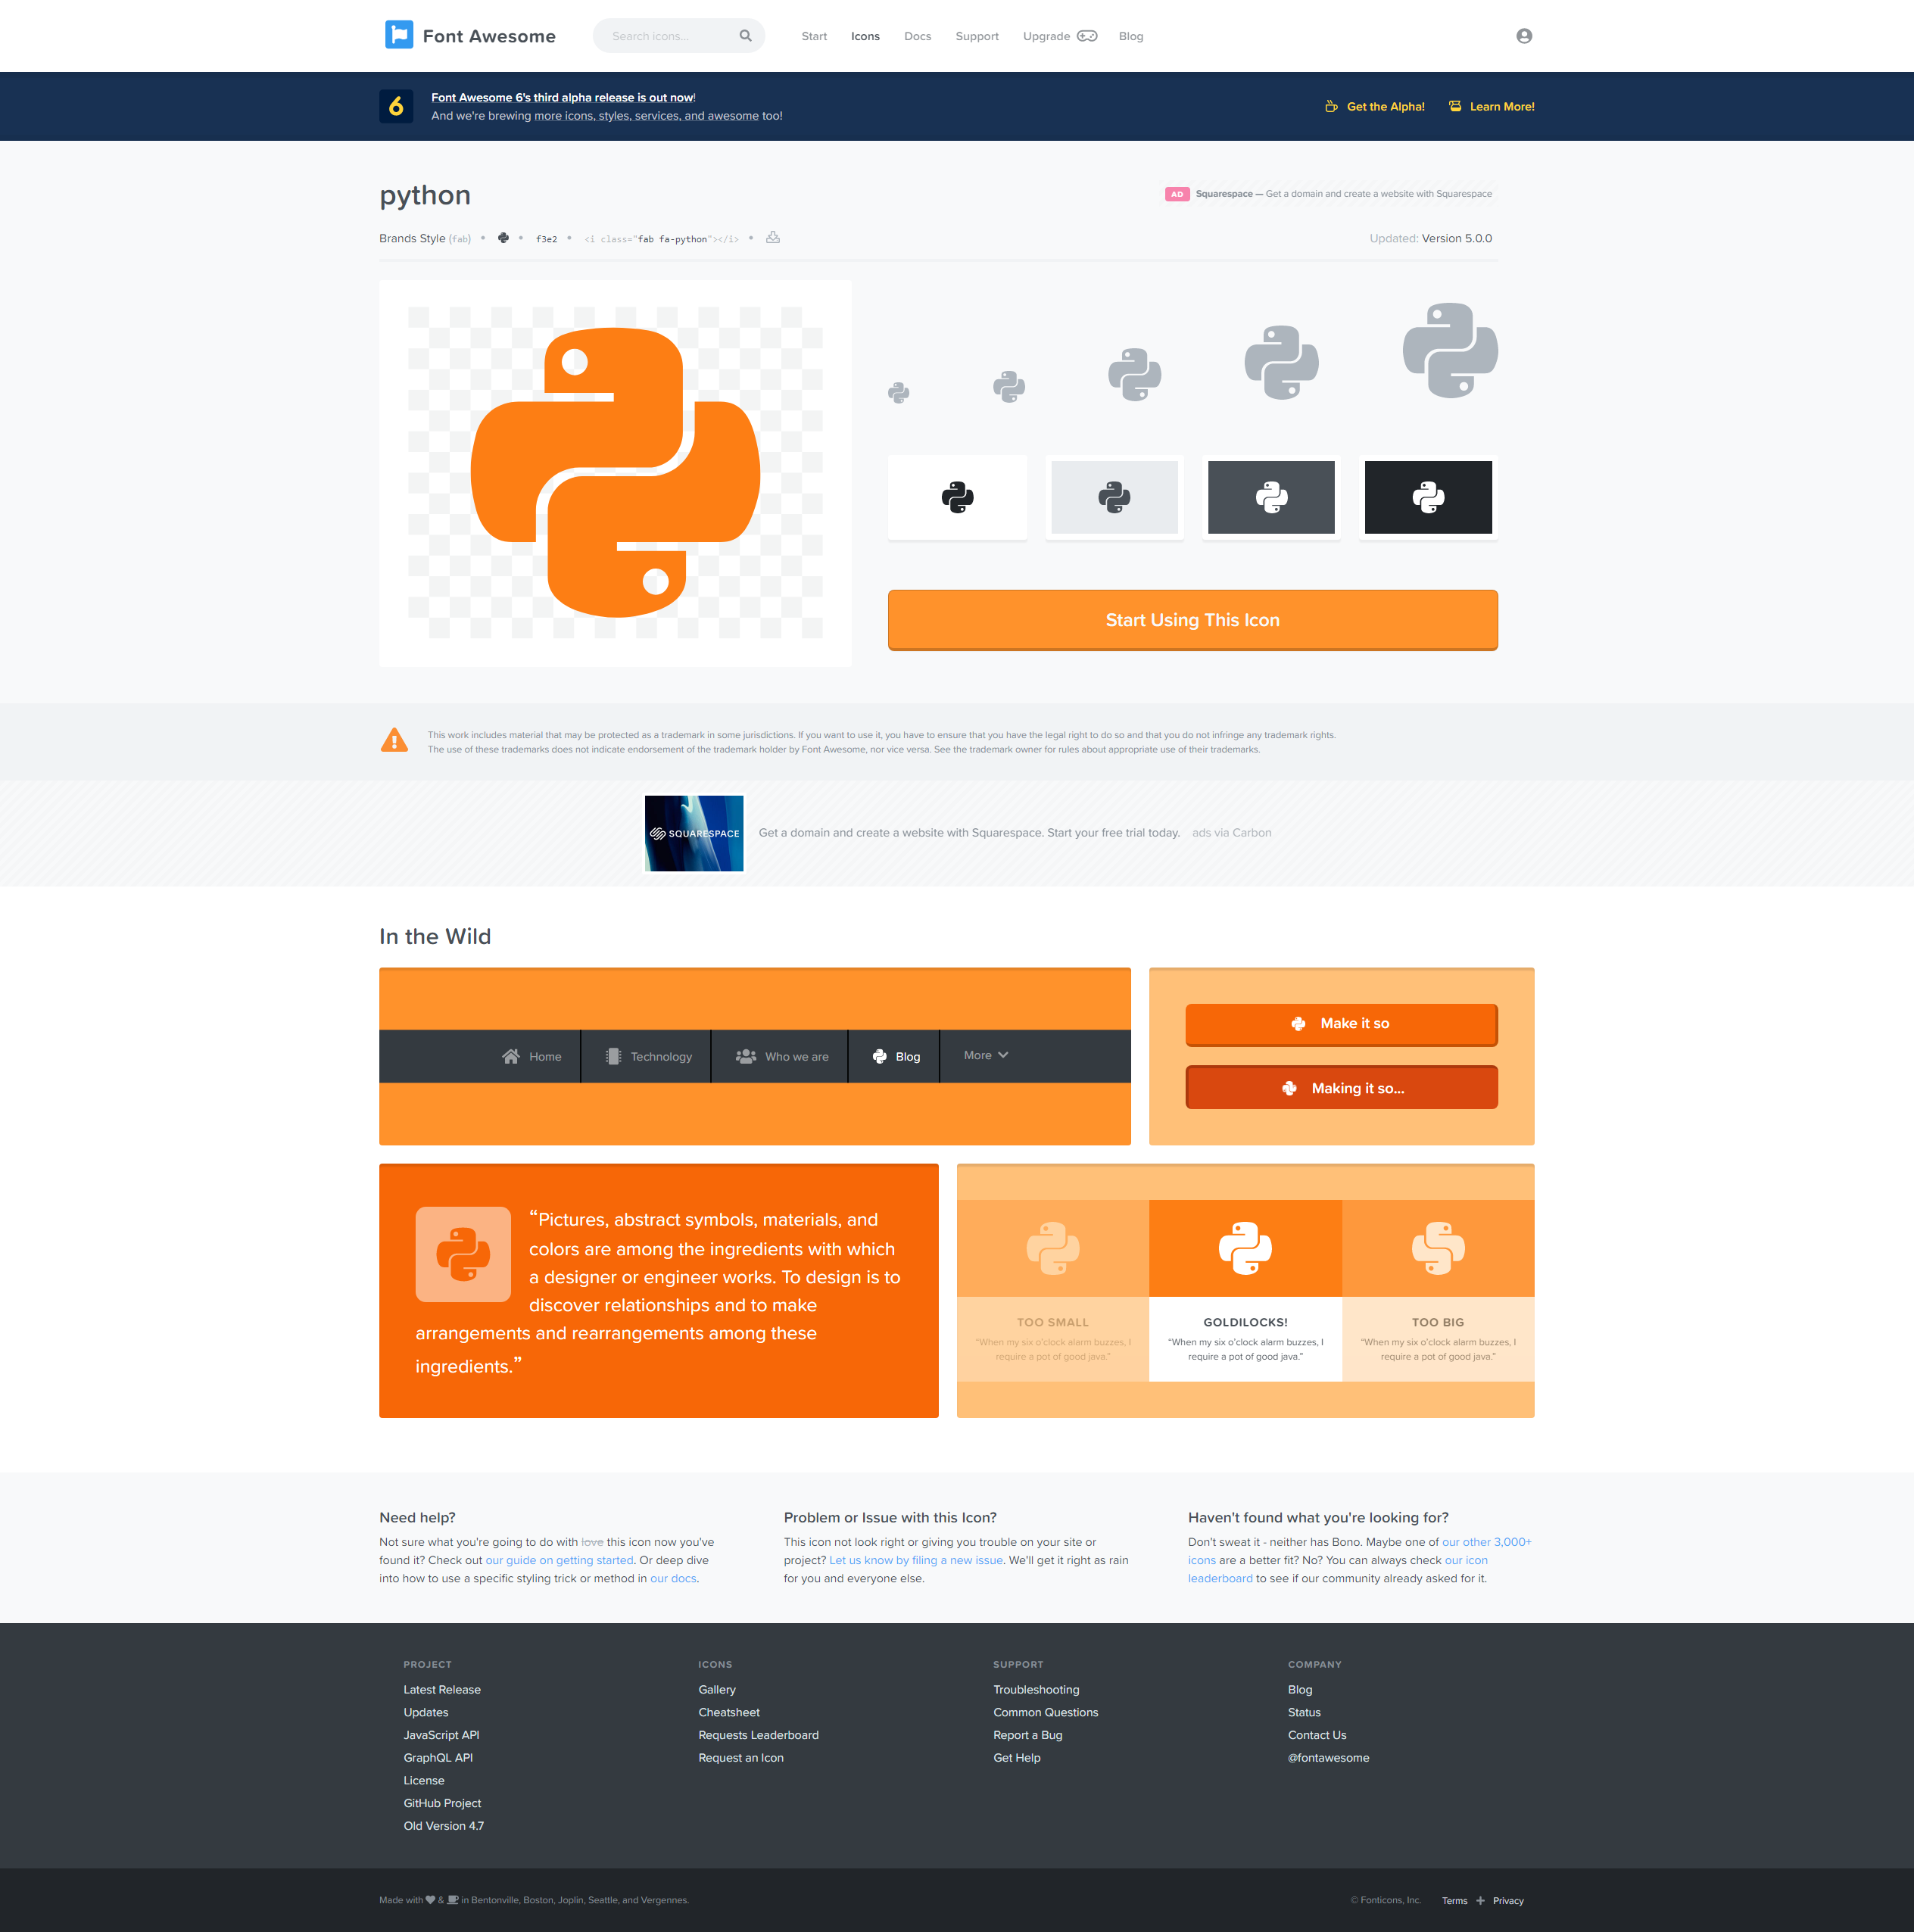 Font Awesome
Search icons...
Start
Icons
Docs
Support
Upgrade
Blog
6
Font Awesome 6's third alpha release is out now!
And we're brewing more icons, styles, services, and awesome too!
Get the Alpha!
Learn More!
python
AD
Squarespace — Get a domain and create a website with Squarespace
Brands Style (fab)
f3e2
<i class="fab fa-python"></i>
Updated: Version 5.0.0
Start Using This Icon
This work includes material that may be protected as a trademark in some jurisdictions. If you want to use it, you have to ensure that you have the legal right to do so and that you do not infringe any trademark rights.
The use of these trademarks does not indicate endorsement of the trademark holder by Font Awesome, nor vice versa. See the trademark owner for rules about appropriate use of their trademarks.
SQUARESPACE
Get a domain and create a website with Squarespace. Start your free trial today.
ads via Carbon
In the Wild
Home
Technology
Who we are
Blog
More
Make it so
Making it so...
“Pictures, abstract symbols, materials, and
colors are among the ingredients with which
a designer or engineer works. To design is to
discover relationships and to make
arrangements and rearrangements among these
ingredients.”
TOO SMALL
"When my six o'clock alarm buzzes, I
require a pot of good java."
GOLDILOCKS!
"When my six o'clock alarm buzzes, I
require a pot of good java."
TOO BIG
"When my six o'clock alarm buzzes, I
require a pot of good java."
Need help?
Not sure what you're going to do with love this icon now you've
found it? Check out our guide on getting started. Or deep dive
into how to use a specific styling trick or method in our docs.
Problem or Issue with this Icon?
This icon not look right or giving you trouble on your site or
project? Let us know by filing a new issue. We'll get it right as rain
for you and everyone else.
Haven't found what you're looking for?
Don't sweat it - neither has Bono. Maybe one of our other 3,000+
icons are a better fit? No? You can always check our icon
leaderboard to see if our community already asked for it.
PROJECT
Latest Release
Updates
JavaScript API
GraphQL API
License
GitHub Project
Old Version 4.7
ICONS
Gallery
Cheatsheet
Requests Leaderboard
Request an Icon
SUPPORT
Troubleshooting
Common Questions
Report a Bug
Get Help
COMPANY
Blog
Status
Contact Us
@fontawesome
Made with & in Bentonville, Boston, Joplin, Seattle, and Vergennes.
© Fonticons, Inc.
Terms
Privacy